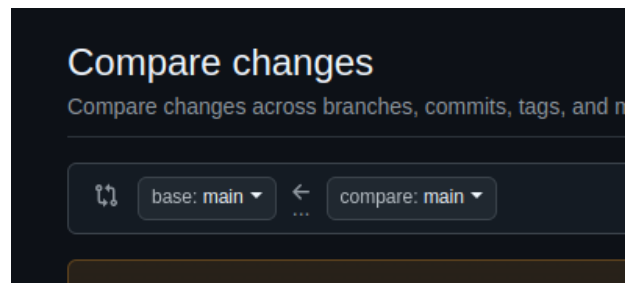 Compare changes
Compare changes across branches, commits, tags, and
base: main compare: main
...